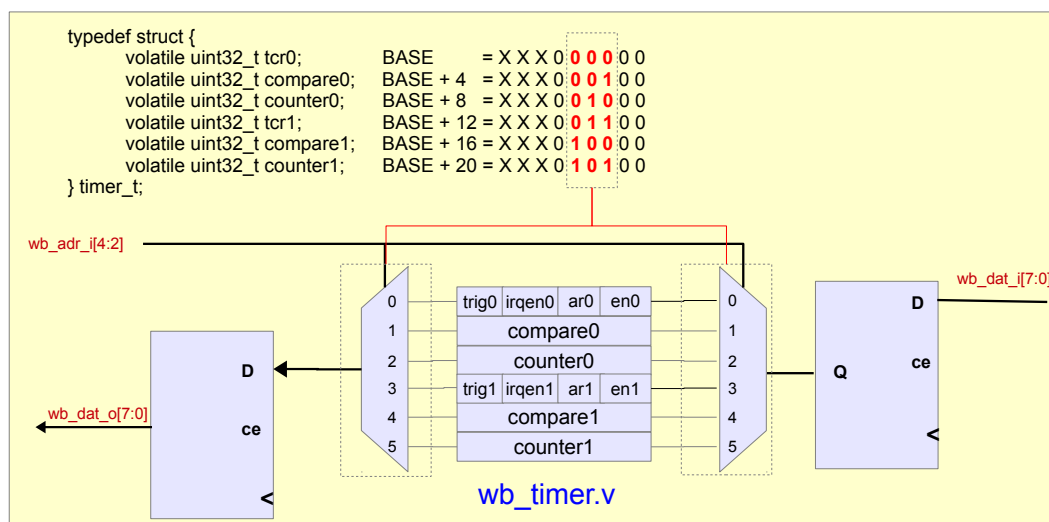 typedef struct {
volatile uint32_t tcr0; BASE = X X X 0 0 0 0 0 0
volatile uint32_t compare0; BASE + 4 = X X X 0 0 0 1 0 0
volatile uint32_t counter0; BASE + 8 = X X X 0 0 1 0 0 0
volatile uint32_t tcr1; BASE + 12 = X X X 0 0 1 1 0 0
volatile uint32_t compare1; BASE + 16 = X X X 0 1 0 0 0 0
volatile uint32_t counter1; BASE + 20 = X X X 0 1 0 1 0 0
} timer_t;
wb_adr_i[4:2]
wb_dat_i[7:0]
0 trig0 irqen0 ar0 en0 0
1 compare0 1
2 counter0 2
3 trig1 irqen1 ar1 en1 3
4 compare1 4
5 counter1 5
D
ce
Q
<
D
ce
<
wb_dat_o[7:0]
wb_timer.v